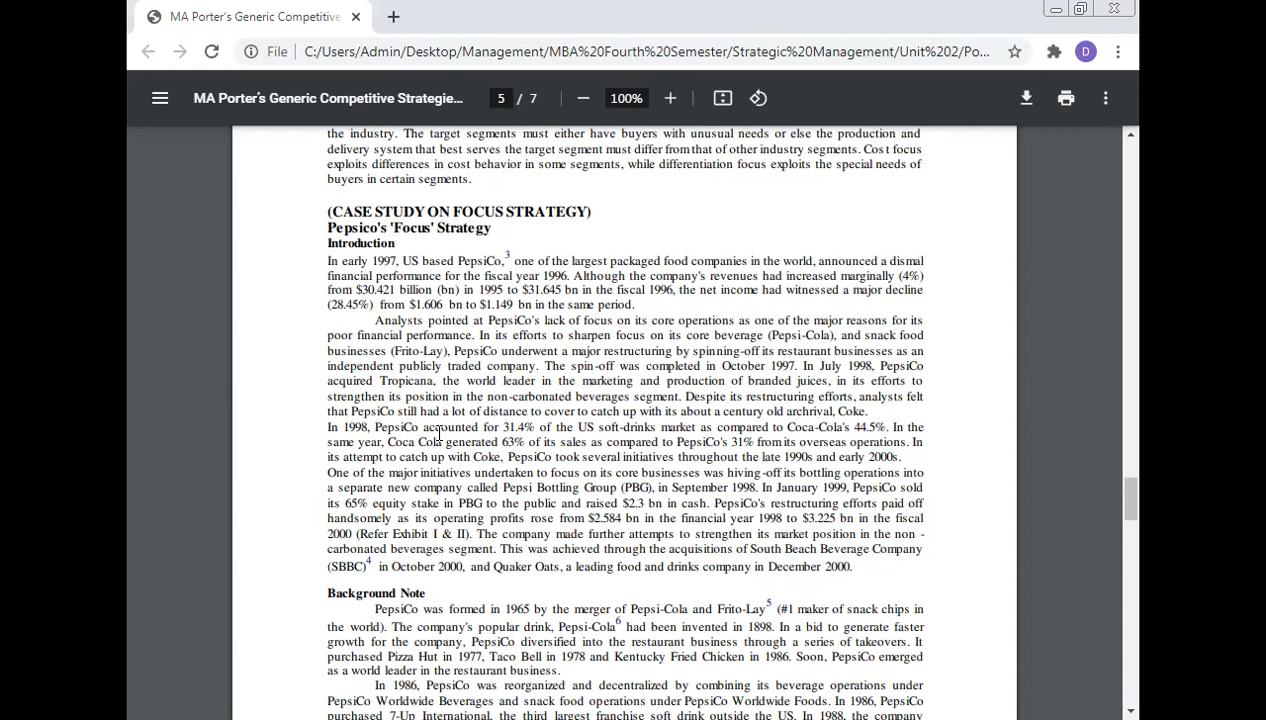 MA Porter's Generic Competitive
File
C:/Users/Admin/Desktop/Management/MBA%20Fourth%20Semester/Strategic%20Management/Unit%202/Po...
D
MA Porter's Generic Competitive Strategie...
5 / 7
100%
the industry. The target segments must either have buyers with unusual needs or else the production and
delivery system that best serves the target segment must differ from that of other industry segments. Cost focus
exploits differences in cost behavior in some segments, while differentiation focus exploits the special needs of
buyers in certain segments.
(CASE STUDY ON FOCUS STRATEGY)
Pepsico's 'Focus' Strategy
Introduction
In early 1997, US based PepsiCo,3 one of the largest packaged food companies in the world, announced a dismal
financial performance for the fiscal year 1996. Although the company's revenues had increased marginally (4%)
from $30.421 billion (bn) in 1995 to $31.645 bn in the fiscal 1996, the net income had witnessed a major decline
(28.45%) from $1.606 bn to $1.149 bn in the same period.
Analysts pointed at PepsiCo's lack of focus on its core operations as one of the major reasons for its
poor financial performance. In its efforts to sharpen focus on its core beverage (Pepsi-Cola), and snack food
businesses (Frito-Lay), PepsiCo underwent a major restructuring by spinning-off its restaurant businesses as an
independent publicly traded company. The spin-off was completed in October 1997. In July 1998, PepsiCo
acquired Tropicana, the world leader in the marketing and production of branded juices, in its efforts to
strengthen its position in the non-carbonated beverages segment. Despite its restructuring efforts, analysts felt
that PepsiCo still had a lot of distance to cover to catch up with its about a century old archrival, Coke.
In 1998, PepsiCo accounted for 31.4% of the US soft-drinks market as compared to Coca-Cola's 44.5%. In the
same year, Coca Cola generated 63% of its sales as compared to PepsiCo's 31% from its overseas operations. In
its attempt to catch up with Coke, PepsiCo took several initiatives throughout the late 1990s and early 2000s.
One of the major initiatives undertaken to focus on its core businesses was hiving-off its bottling operations into
a separate new company called Pepsi Bottling Group (PBG), in September 1998. In January 1999, PepsiCo sold
its 65% equity stake in PBG to the public and raised $2.3 bn in cash. PepsiCo's restructuring efforts paid off
handsomely as its operating profits rose from $2.584 bn in the financial year 1998 to $3.225 bn in the fiscal
2000 (Refer Exhibit I & II). The company made further attempts to strengthen its market position in the non -
carbonated beverages segment. This was achieved through the acquisitions of South Beach Beverage Company
(SBBC)4 in October 2000, and Quaker Oats, a leading food and drinks company in December 2000.
Background Note
PepsiCo was formed in 1965 by the merger of Pepsi-Cola and Frito-Lay5 (#1 maker of snack chips in
the world). The company's popular drink, Pepsi-Cola6 had been invented in 1898. In a bid to generate faster
growth for the company, PepsiCo diversified into the restaurant business through a series of takeovers. It
purchased Pizza Hut in 1977, Taco Bell in 1978 and Kentucky Fried Chicken in 1986. Soon, PepsiCo emerged
as a world leader in the restaurant business.
In 1986, PepsiCo was reorganized and decentralized by combining its beverage operations under
PepsiCo Worldwide Beverages and snack food operations under PepsiCo Worldwide Foods. In 1986, PepsiCo
purchased 7-Up International, the third largest franchise soft drink outside the US. In 1988, the company